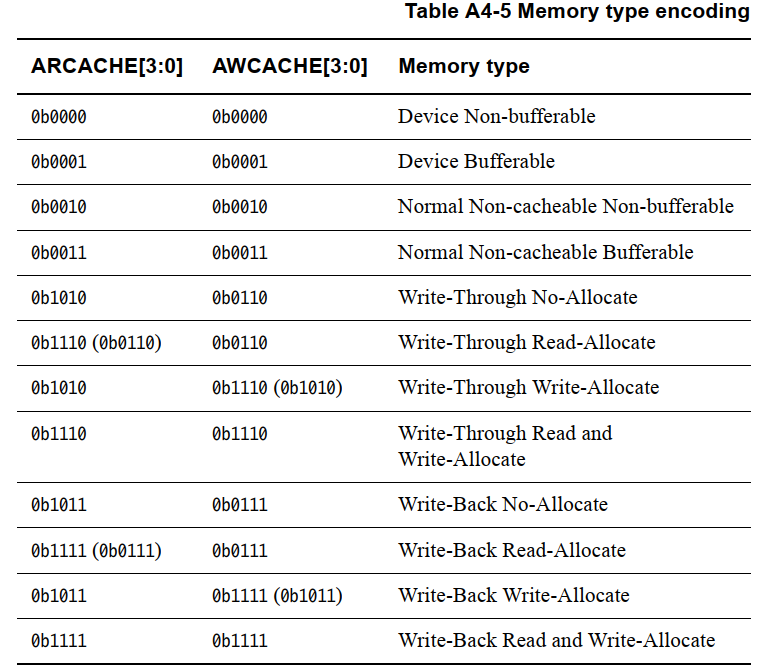 Table A4-5 Memory type encoding
ARCACHE[3:0] AWCACHE[3:0] Memory type
0b0000 0b0000 Device Non-bufferable
0b0001 0b0001 Device Bufferable
0b0010 0b0010 Normal Non-cacheable Non-bufferable
0b0011 0b0011 Normal Non-cacheable Bufferable
0b1010 0b0110 Write-Through No-Allocate
0b1110 (0b0110) 0b0110 Write-Through Read-Allocate
0b1010 0b1110 (0b1010) Write-Through Write-Allocate
0b1110 0b1110 Write-Through Read and
Write-Allocate
0b1011 0b0111 Write-Back No-Allocate
0b1111 (0b0111) 0b0111 Write-Back Read-Allocate
0b1011 0b1111 (0b1011) Write-Back Write-Allocate
0b1111 0b1111 Write-Back Read and Write-Allocate